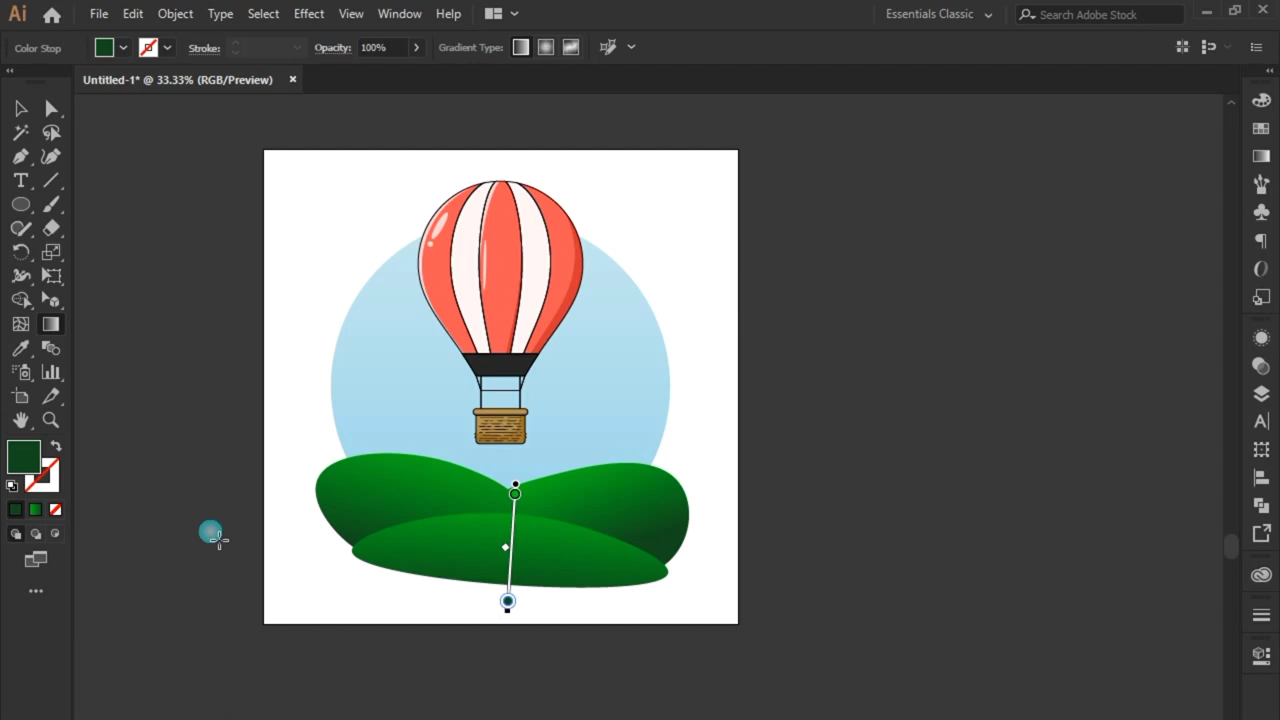 Ai File Edit Object Type Select Effect View Window Help Essentials Classic Search Adobe Stock
Color Stop Stroke: Opacity: 100% Gradient Type:
Untitled-1* @ 33.33% (RGB/Preview)